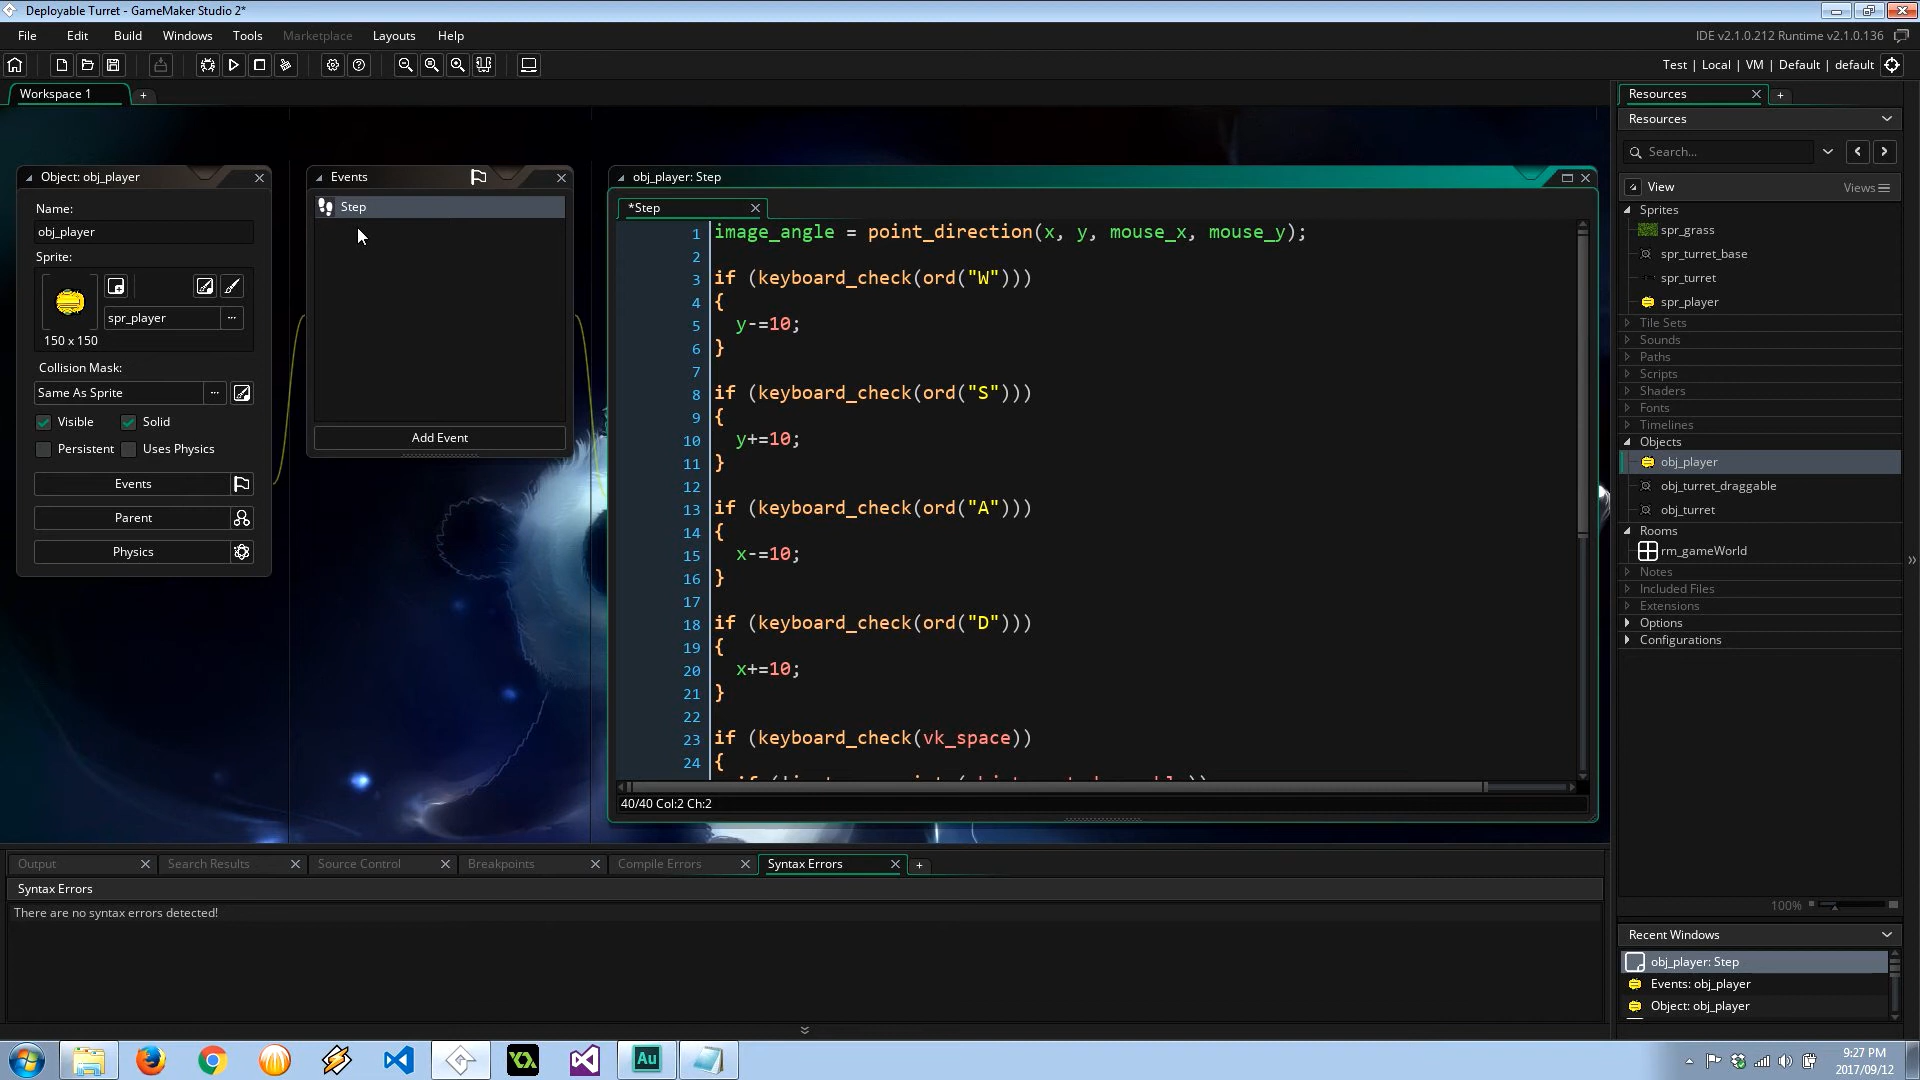 Deployable Turret - GameMaker Studio 2*
File Edit Build Windows Tools Marketplace Layouts Help
IDE v2.1.0.212 Runtime v2.1.0.136
Test | Local | VM | Default | default
Workspace 1
+
Object: obj_player
Name:
obj_player
Sprite:
spr_player
...
150 x 150
Collision Mask:
Same As Sprite
...
Visible
Solid
Persistent
Uses Physics
Events
Parent
Physics
Events
Step
Add Event
obj_player: Step
*Step
1 image_angle = point_direction(x, y, mouse_x, mouse_y);
2
3 if (keyboard_check(ord("W")))
4 {
5 y-=10;
6 }
7
8 if (keyboard_check(ord("S")))
9 {
10 y+=10;
11 }
12
13 if (keyboard_check(ord("A")))
14 {
15 x-=10;
16 }
17
18 if (keyboard_check(ord("D")))
19 {
20 x+=10;
21 }
22
23 if (keyboard_check(vk_space))
24 {
40/40 Col:2 Ch:2
Output
Search Results
Source Control
Breakpoints
Compile Errors
Syntax Errors
+
Syntax Errors
There are no syntax errors detected!
Resources
+
Resources
Search...
View
Views
Sprites
spr_grass
spr_turret_base
spr_turret
spr_player
Tile Sets
Sounds
Paths
Scripts
Shaders
Fonts
Timelines
Objects
obj_player
obj_turret_draggable
obj_turret
Rooms
rm_gameWorld
Notes
Included Files
Extensions
Options
Configurations
100%
Recent Windows
obj_player: Step
Events: obj_player
Object: obj_player
Au
9:27 PM
2017/09/12